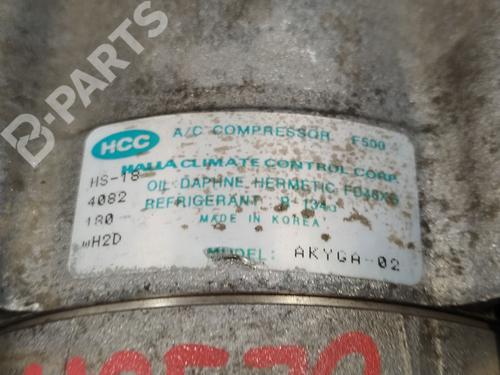 B-PARTS
HCC A/C COMPRESSOR F500
HALLA CLIMATE CONTROL CORP.
HS-18 OIL:DAPHNE HERMETIC
4082 REFRIGERANT: R-134a
180 MADE IN KOREA
H2D MODEL: AKYGA-02